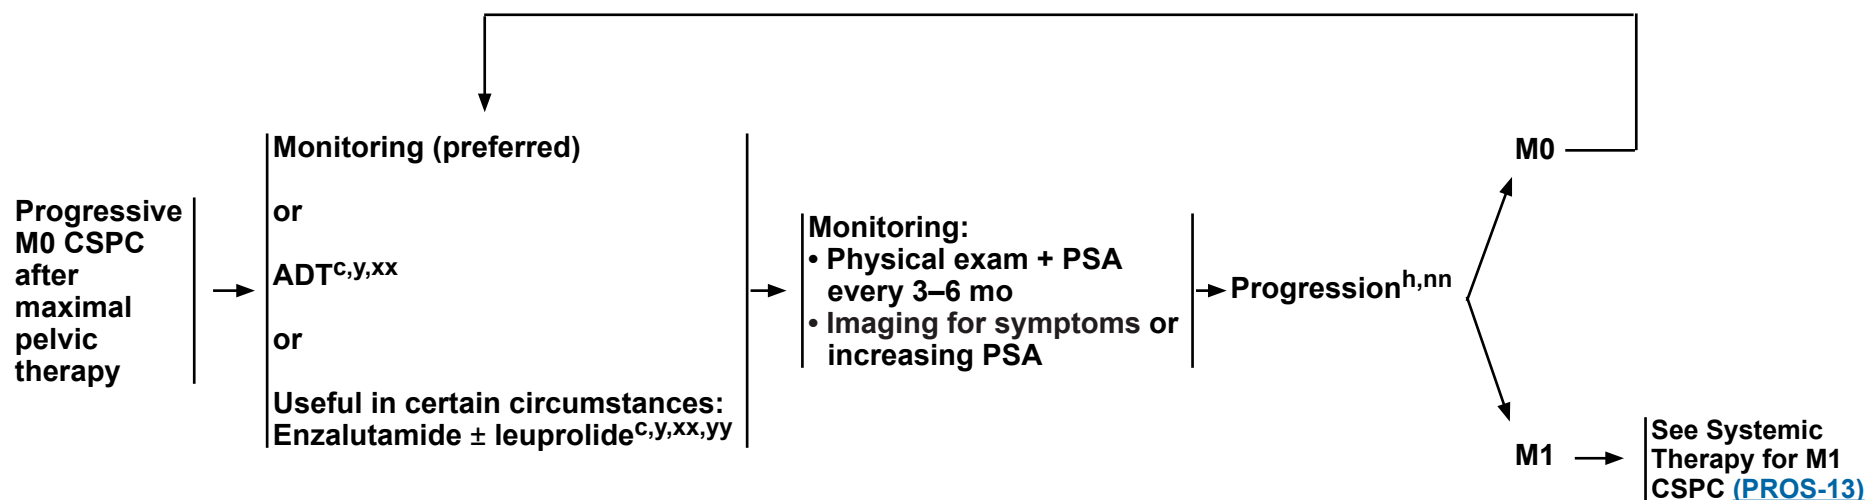 Progressive
M0 CSPC
after
maximal
pelvic
therapy
Monitoring (preferred)
or
ADTc,y,xx
or
Useful in certain circumstances:
Enzalutamide ± leuprolidec,y,xx,yy
Monitoring:
• Physical exam + PSA
every 3–6 mo
• Imaging for symptoms or
increasing PSA
Progressionh,nn
M0
M1
See Systemic
Therapy for M1
CSPC (PROS-13)